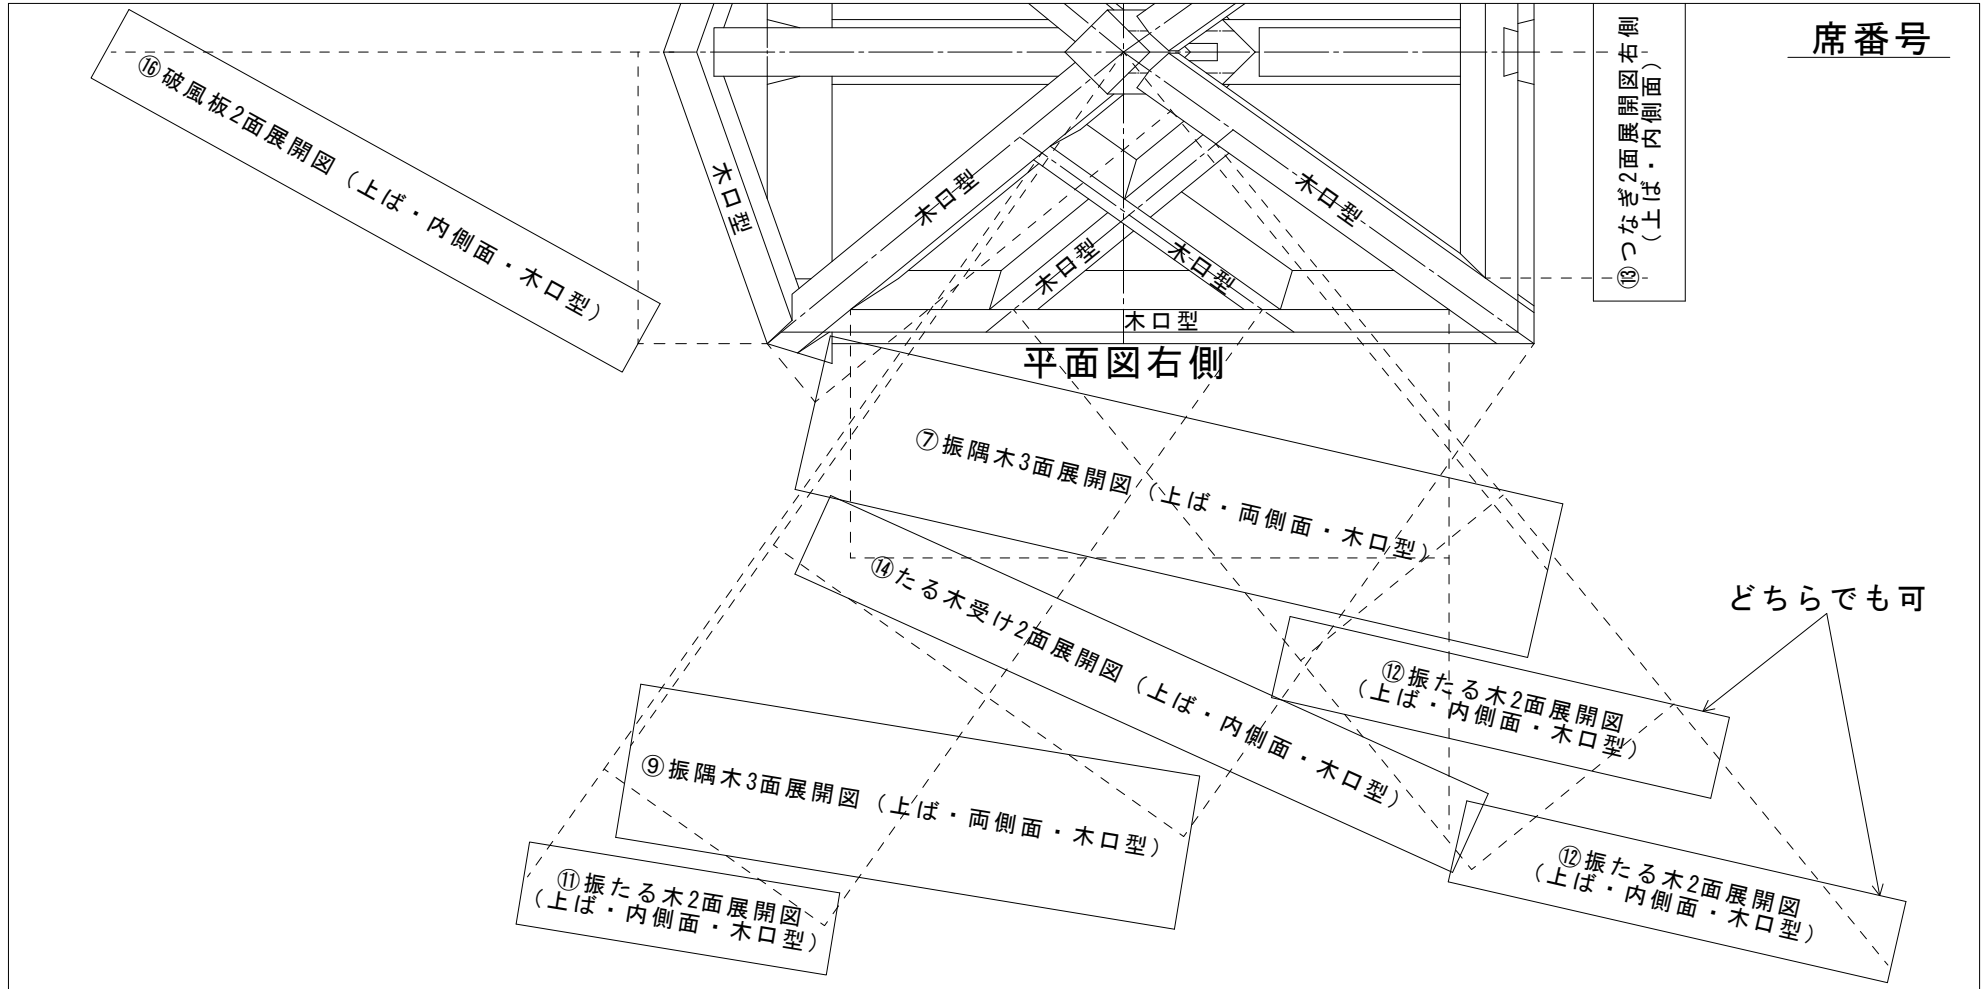 席番号
⑯破風板2面展開図（上ば・内側面・木口型）
⑬つなぎ2面展開図右側
（上ば・内側面）
木口型
木口型
木口型
木口型
木口型
木口型
平面図右側
⑦振隅木3面展開図（上ば・両側面・木口型）
⑭たる木受け2面展開図（上ば・内側面・木口型）
どちらでも可
⑫振たる木2面展開図
（上ば・内側面・木口型）
⑨振隅木3面展開図（上ば・両側面・木口型）
⑫振たる木2面展開図
（上ば・内側面・木口型）
⑪振たる木2面展開図
（上ば・内側面・木口型）